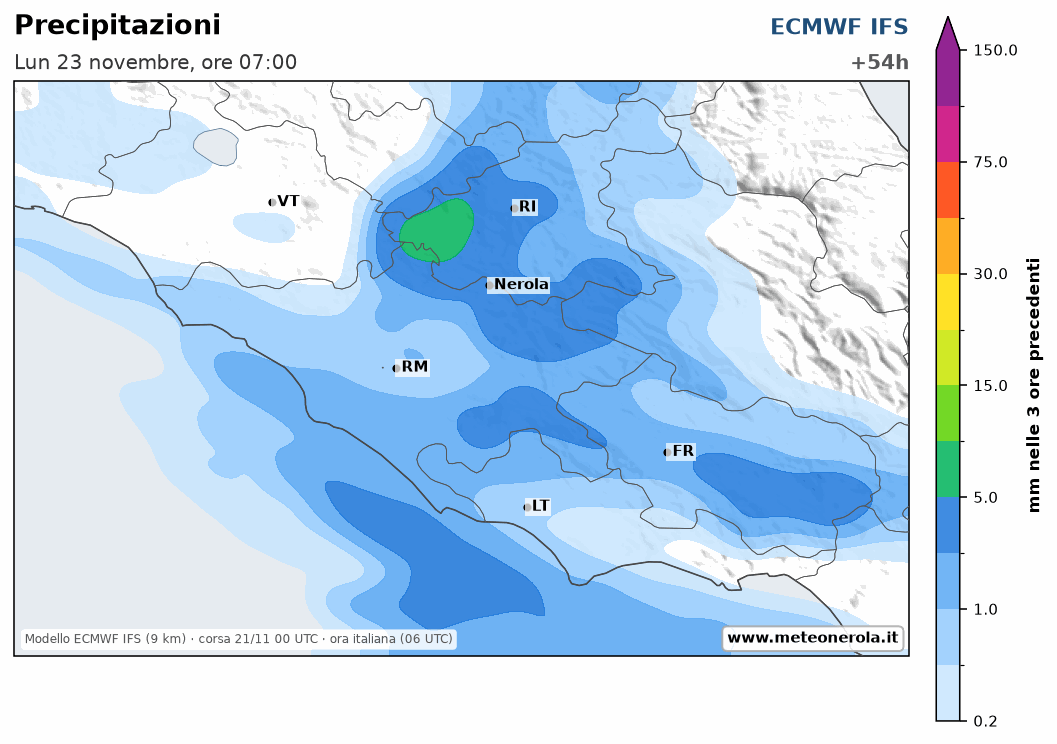 Precipitazioni
ECMWF IFS
Lun 23 novembre, ore 07:00
+54h
150.0
75.0
30.0
15.0
5.0
1.0
0.2
mm nelle 3 ore precedenti
VT
RI
Nerola
RM
FR
LT
Modello ECMWF IFS (9 km) · corsa 21/11 00 UTC · ora italiana (06 UTC)
www.meteonerola.it